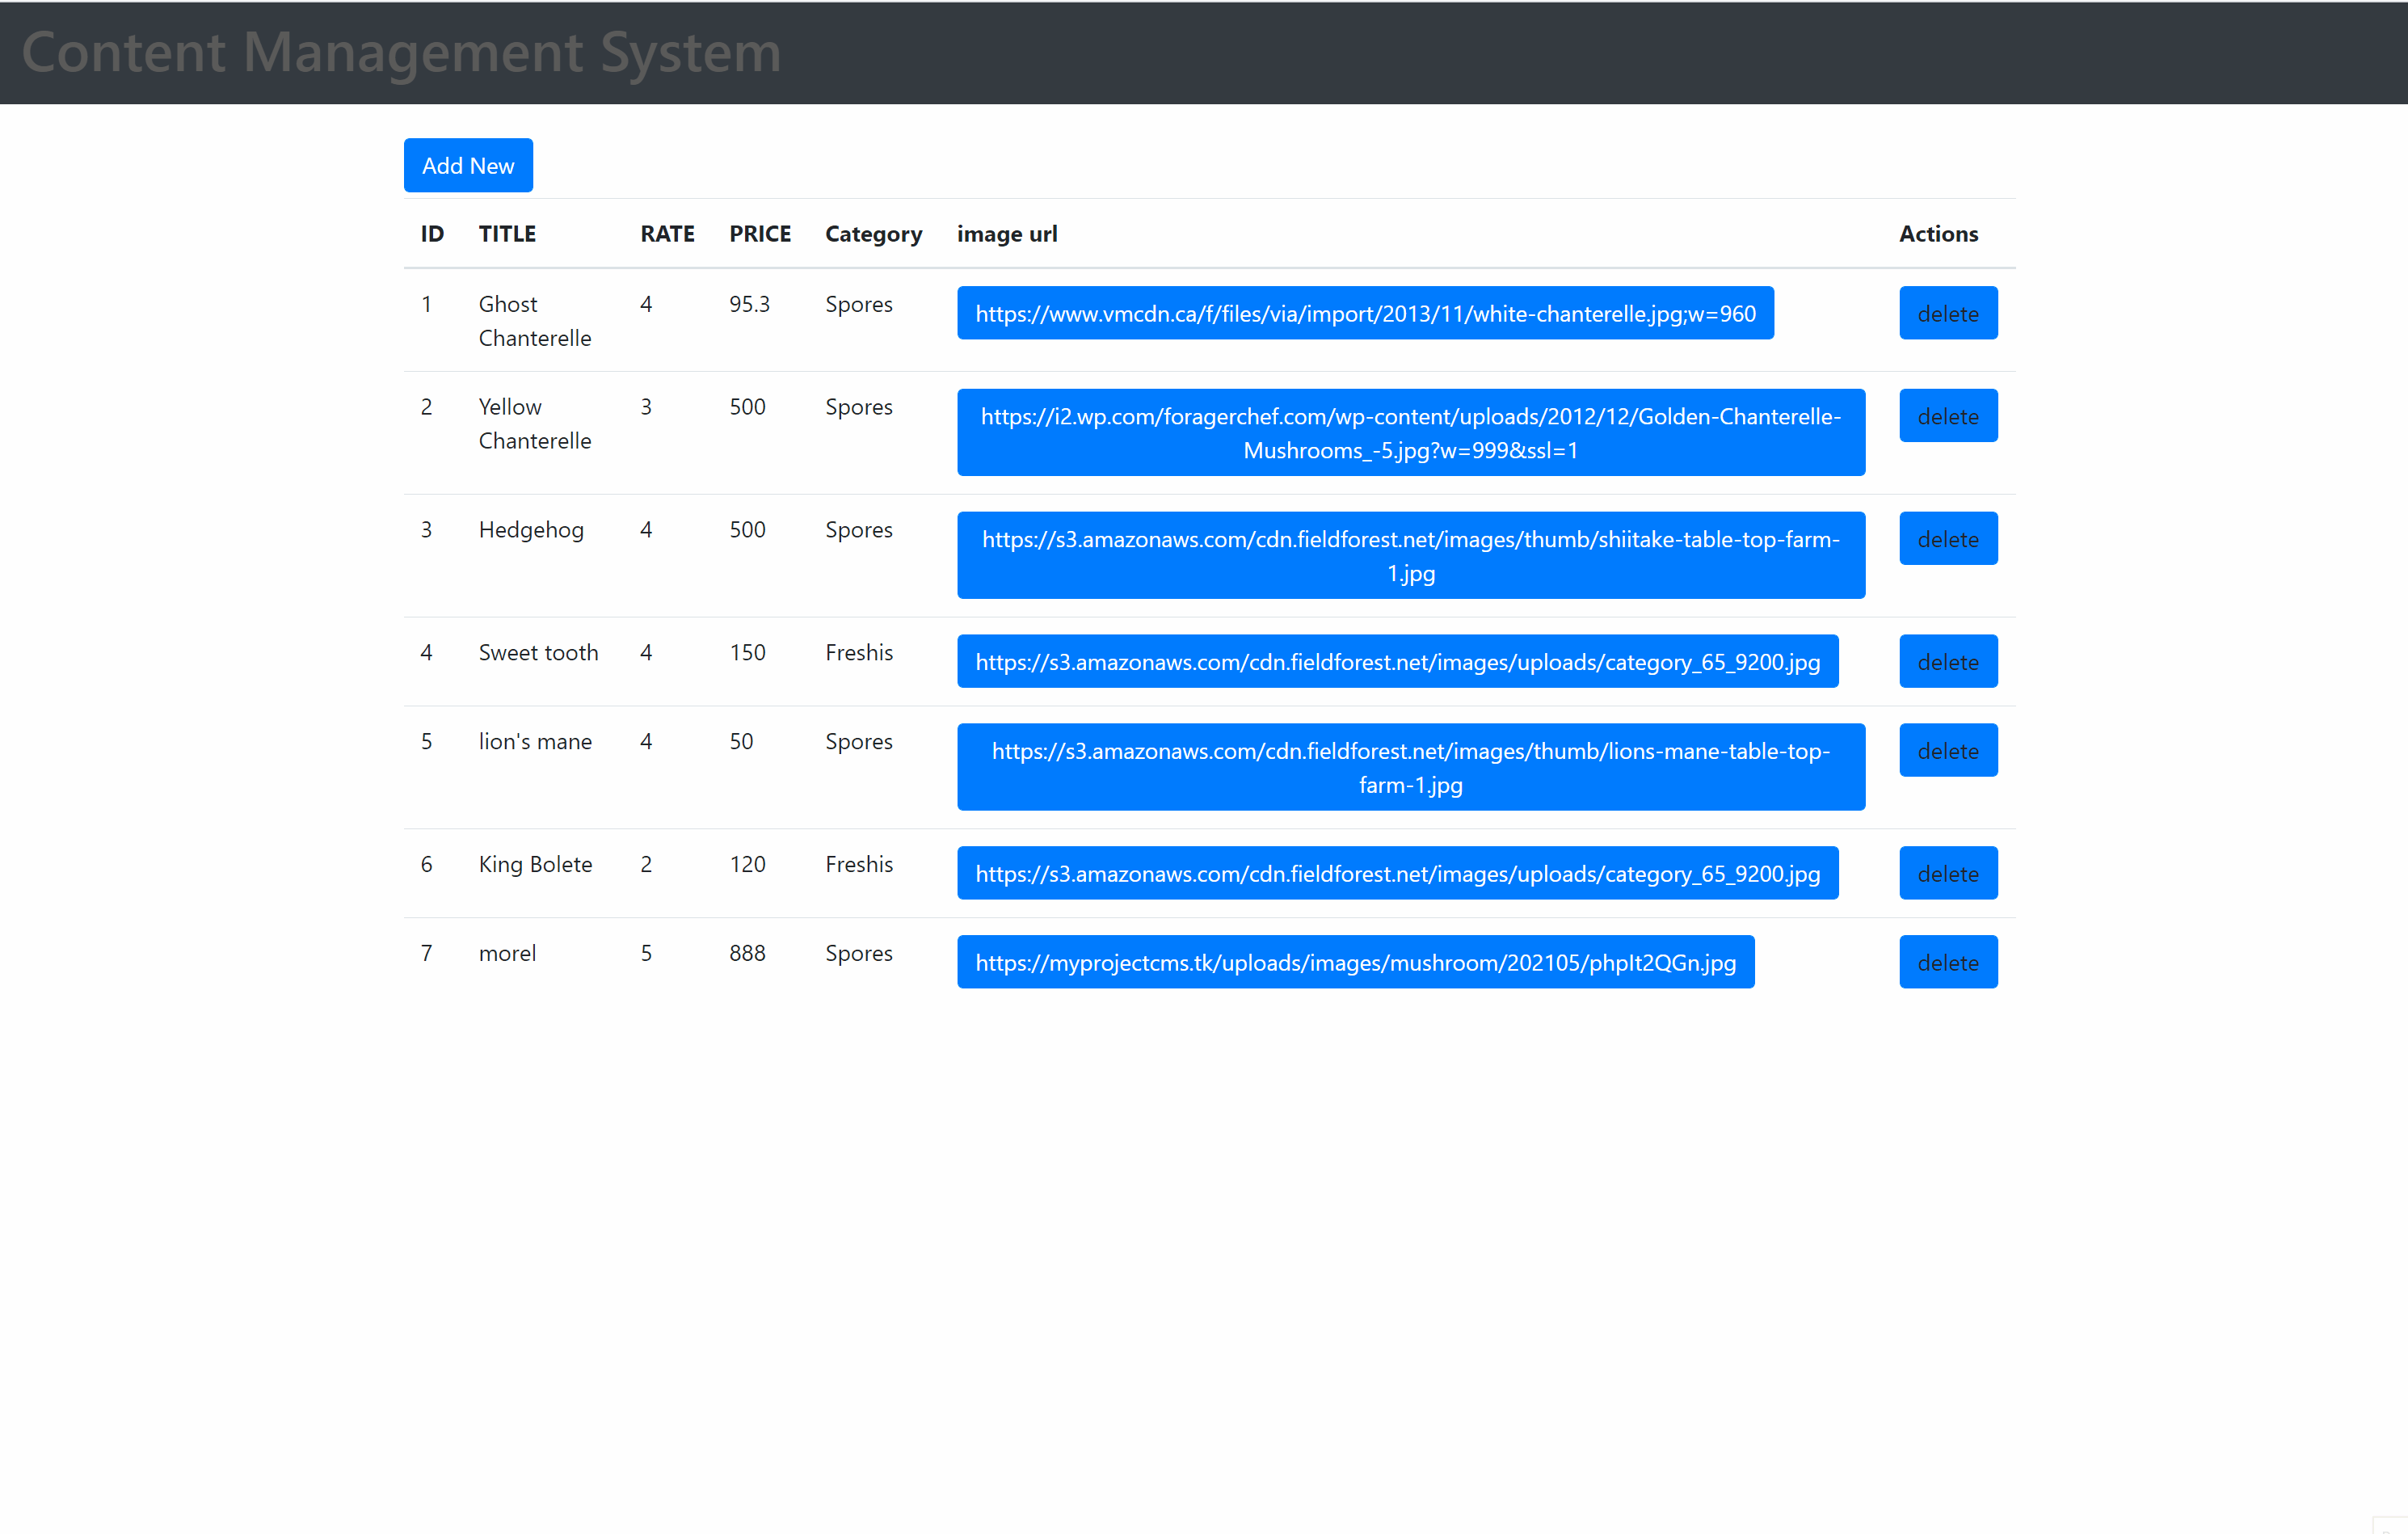 Content Management System
Add New
ID TITLE RATE PRICE Category image url Actions
1 Ghost Chanterelle 4 95.3 Spores https://www.vmcdn.ca/f/files/via/import/2013/11/white-chanterelle.jpg;w=960 delete
2 Yellow Chanterelle 3 500 Spores https://i2.wp.com/foragerchef.com/wp-content/uploads/2012/12/Golden-Chanterelle-Mushrooms_-5.jpg?w=999&ssl=1 delete
3 Hedgehog 4 500 Spores https://s3.amazonaws.com/cdn.fieldforest.net/images/thumb/shiitake-table-top-farm-1.jpg delete
4 Sweet tooth 4 150 Freshis https://s3.amazonaws.com/cdn.fieldforest.net/images/uploads/category_65_9200.jpg delete
5 lion's mane 4 50 Spores https://s3.amazonaws.com/cdn.fieldforest.net/images/thumb/lions-mane-table-top-farm-1.jpg delete
6 King Bolete 2 120 Freshis https://s3.amazonaws.com/cdn.fieldforest.net/images/uploads/category_65_9200.jpg delete
7 morel 5 888 Spores https://myprojectcms.tk/uploads/images/mushroom/202105/phpIt2QGn.jpg delete